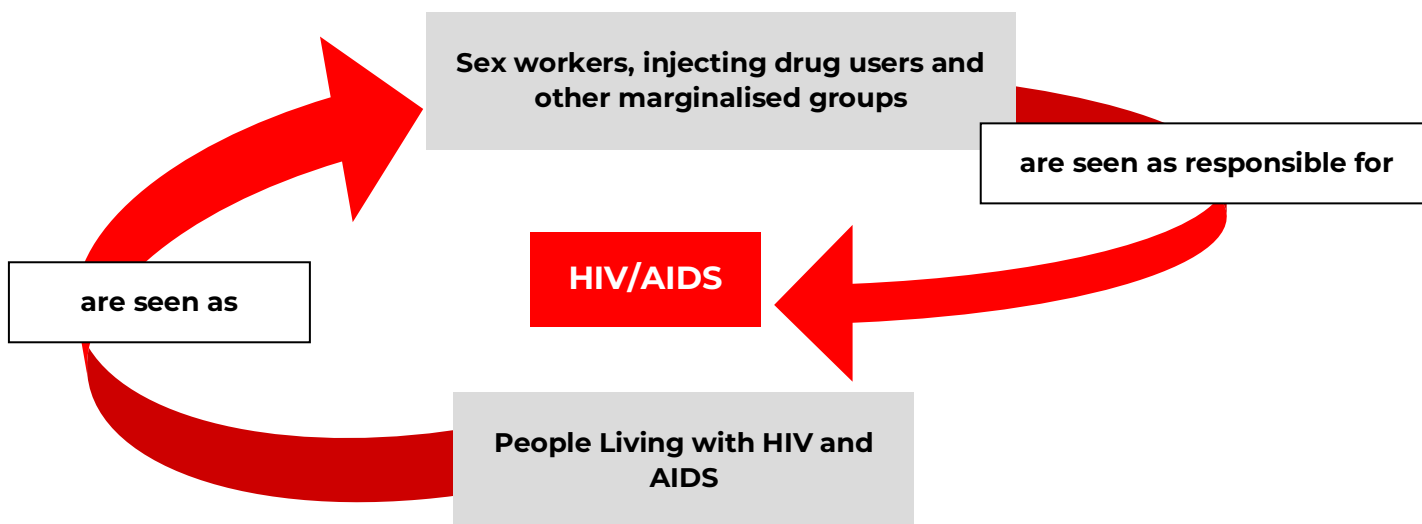 Sex workers, injecting drug users and
other marginalised groups
are seen as responsible for
HIV/AIDS
are seen as
People Living with HIV and
AIDS